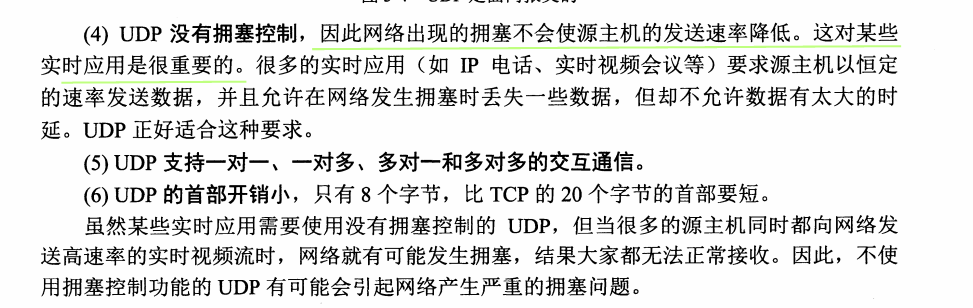 (4) UDP 没有拥塞控制，因此网络出现的拥塞不会使源主机的发送速率降低。这对某些
实时应用是很重要的。很多的实时应用（如 IP 电话、实时视频会议等）要求源主机以恒定
的速率发送数据，并且允许在网络发生拥塞时丢失一些数据，但却不允许数据有太大的时
延。UDP 正好适合这种要求。
(5) UDP 支持一对一、一对多、多对一和多对多的交互通信。
(6) UDP 的首部开销小，只有 8 个字节，比 TCP 的 20 个字节的首部要短。
虽然某些实时应用需要使用没有拥塞控制的 UDP，但当很多的源主机同时都向网络发
送高速率的实时视频流时，网络就有可能发生拥塞，结果大家都无法正常接收。因此，不使
用拥塞控制功能的 UDP 有可能会引起网络产生严重的拥塞问题。